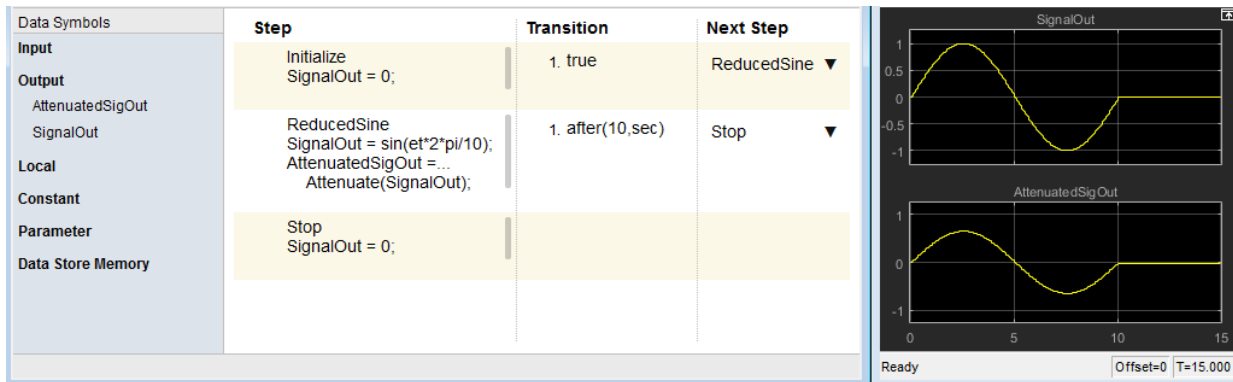 Data Symbols
Input
Output
AttenuatedSigOut
SignalOut
Local
Constant
Parameter
Data Store Memory
Step
Transition
Next Step
Initialize
SignalOut = 0;
1. true
ReducedSine ▼
ReducedSine
SignalOut = sin(et*2*pi/10);
AttenuatedSigOut =...
Attenuate(SignalOut);
1. after(10,sec)
Stop ▼
Stop
SignalOut = 0;
SignalOut
1
0.5
0
-0.5
-1
AttenuatedSigOut
1
0
-1
0 5 10 15
Ready
Offset=0 T=15.000